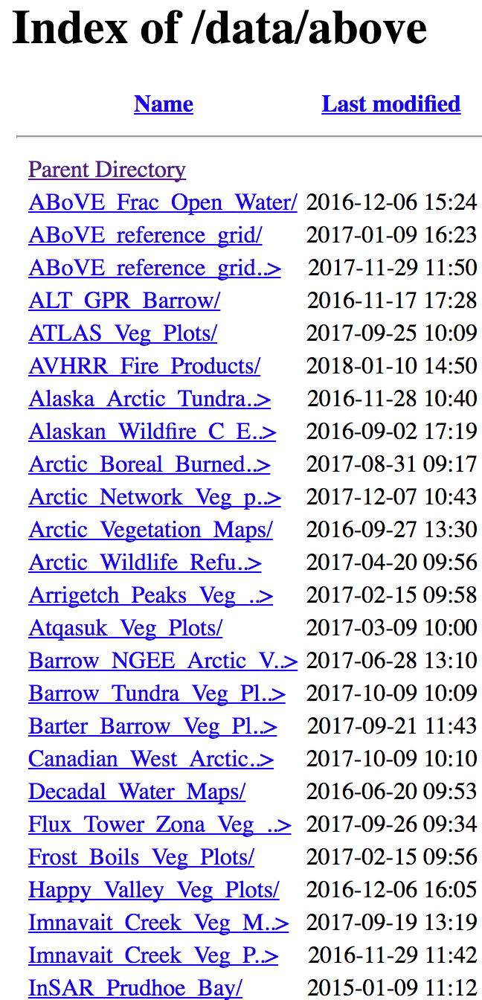 Index of /data/above
Name Last modified
Parent Directory
ABoVE_Frac_Open_Water/ 2016-12-06 15:24
ABoVE_reference_grid/ 2017-01-09 16:23
ABoVE_reference_grid..> 2017-11-29 11:50
ALT_GPR_Barrow/ 2016-11-17 17:28
ATLAS_Veg_Plots/ 2017-09-25 10:09
AVHRR_Fire_Products/ 2018-01-10 14:50
Alaska_Arctic_Tundra..> 2016-11-28 10:40
Alaskan_Wildfire_C_E..> 2016-09-02 17:19
Arctic_Boreal_Burned..> 2017-08-31 09:17
Arctic_Network_Veg_p..> 2017-12-07 10:43
Arctic_Vegetation_Maps/ 2016-09-27 13:30
Arctic_Wildlife_Refu..> 2017-04-20 09:56
Arrigetch_Peaks_Veg_..> 2017-02-15 09:58
Atqasuk_Veg_Plots/ 2017-03-09 10:00
Barrow_NGEE_Arctic_V..> 2017-06-28 13:10
Barrow_Tundra_Veg_Pl..> 2017-10-09 10:09
Barter_Barrow_Veg_Pl..> 2017-09-21 11:43
Canadian_West_Arctic..> 2017-10-09 10:10
Decadal_Water_Maps/ 2016-06-20 09:53
Flux_Tower_Zona_Veg_..> 2017-09-26 09:34
Frost_Boils_Veg_Plots/ 2017-02-15 09:56
Happy_Valley_Veg_Plots/ 2016-12-06 16:05
Imnavait_Creek_Veg_M..> 2017-09-19 13:19
Imnavait_Creek_Veg_P..> 2016-11-29 11:42
InSAR_Prudhoe_Bay/ 2015-01-09 11:12